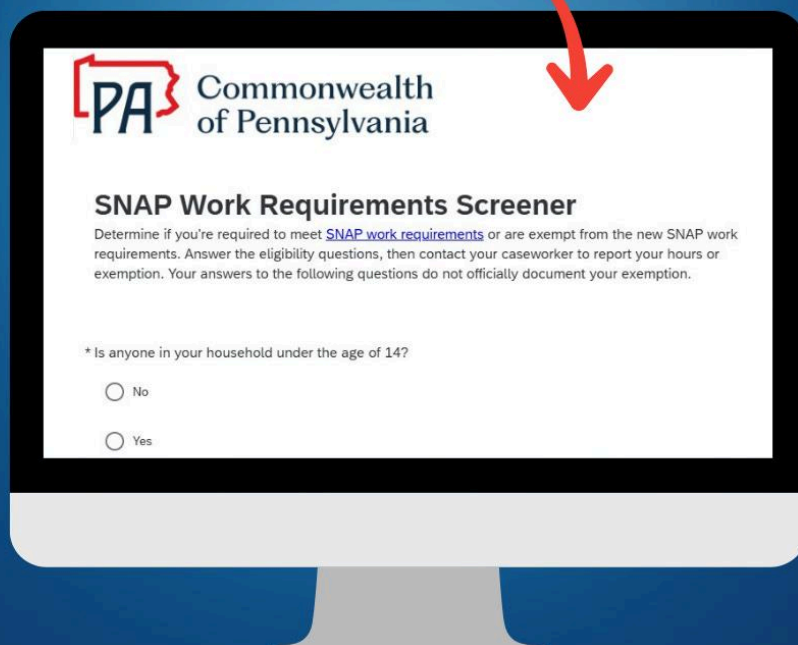 PA
Commonwealth
of Pennsylvania
SNAP Work Requirements Screener
Determine if you're required to meet SNAP work requirements or are exempt from the new SNAP work
requirements. Answer the eligibility questions, then contact your caseworker to report your hours or
exemption. Your answers to the following questions do not officially document your exemption.
* Is anyone in your household under the age of 14?
No
Yes